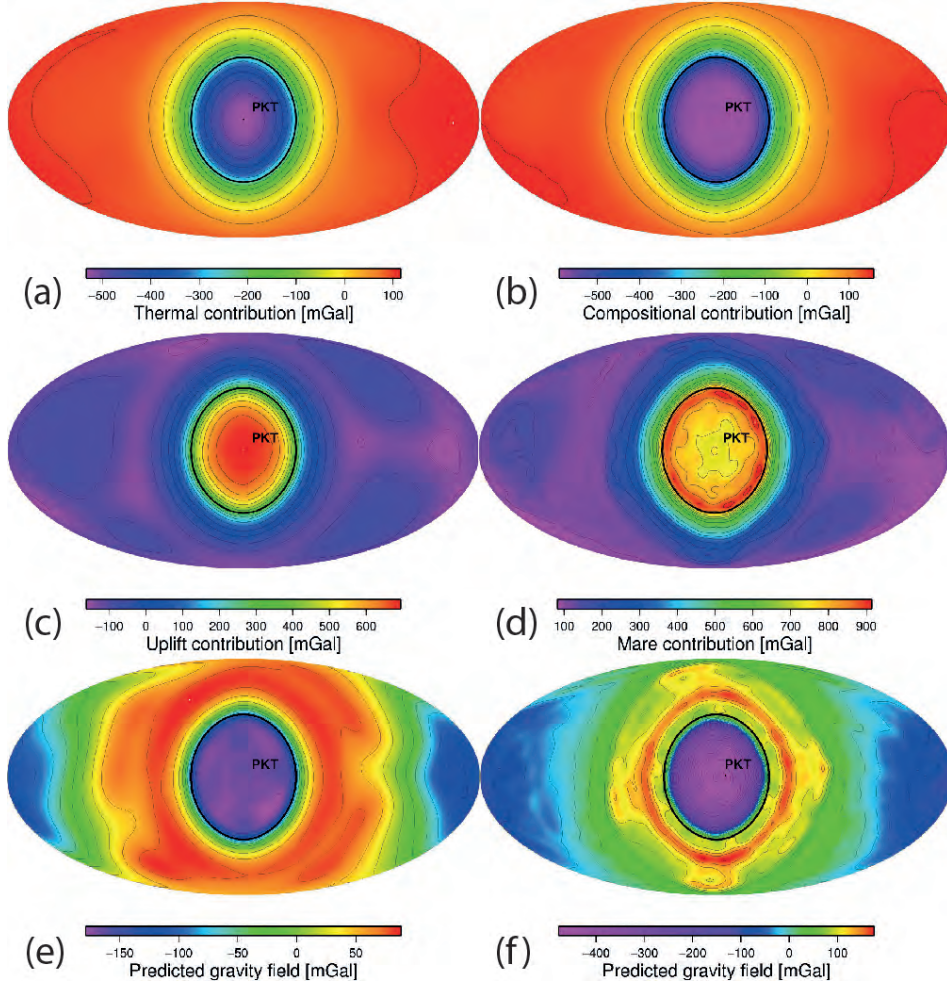 PKT
PKT
(a)
−500 −400 −300 −200 −100 0 100
Thermal contribution [mGal]
(b)
−500 −400 −300 −200 −100 0 100
Compositional contribution [mGal]
PKT
PKT
(c)
−100 0 100 200 300 400 500 600
Uplift contribution [mGal]
(d)
100 200 300 400 500 600 700 800 900
Mare contribution [mGal]
PKT
PKT
(e)
−150 −100 −50 0 50
Predicted gravity field [mGal]
(f)
−400 −300 −200 −100 0 100
Predicted gravity field [mGal]